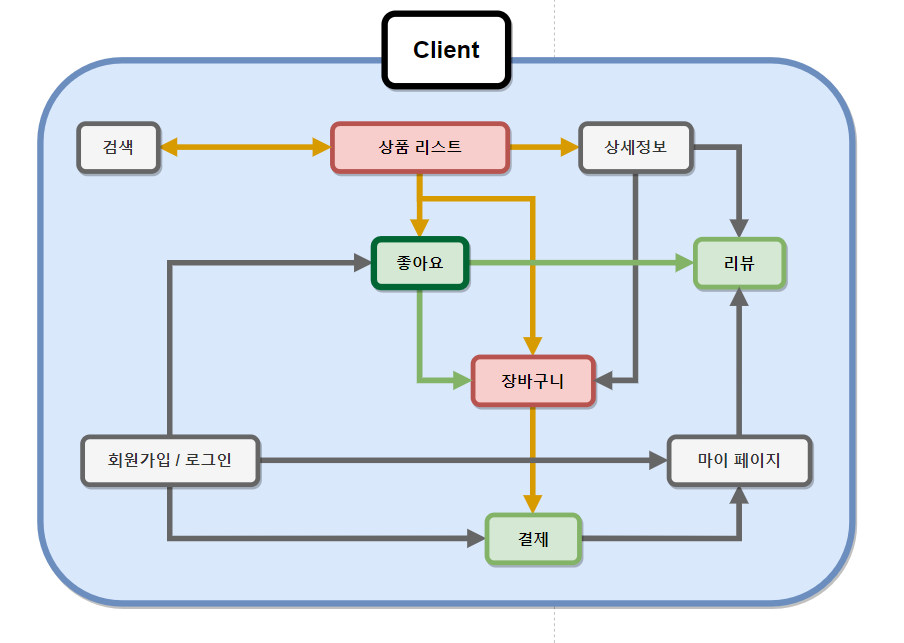 Client
검색
상품 리스트
상세정보
좋아요
리뷰
장바구니
회원가입 / 로그인
마이 페이지
결제